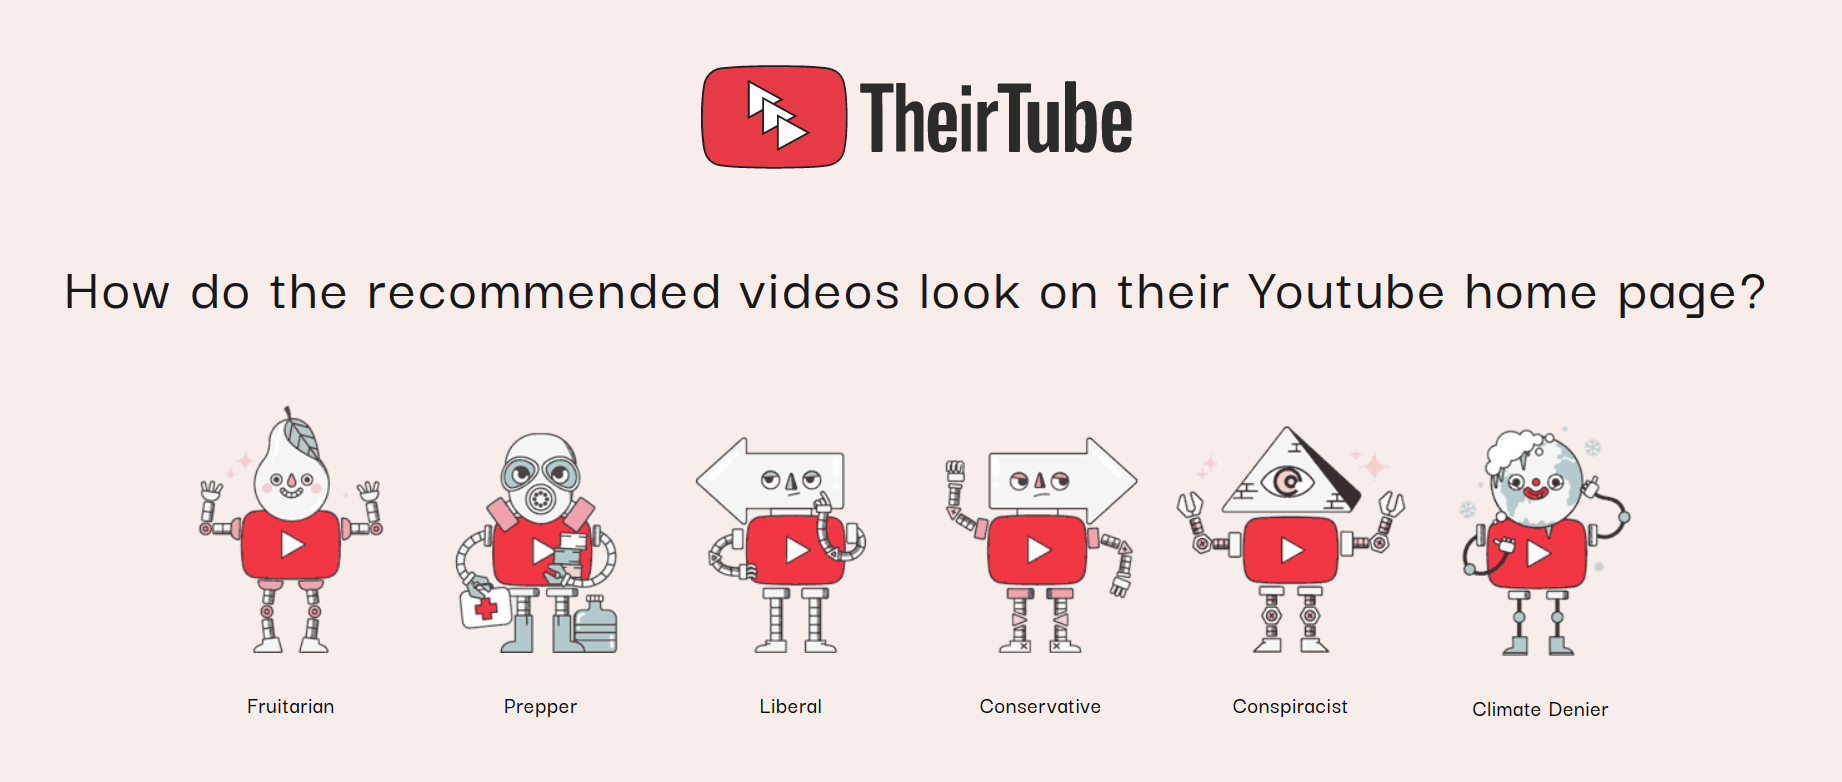 TheirTube
How do the recommended videos look on their Youtube home page?
Fruitarian
Prepper
Liberal
Conservative
Conspiracist
Climate Denier